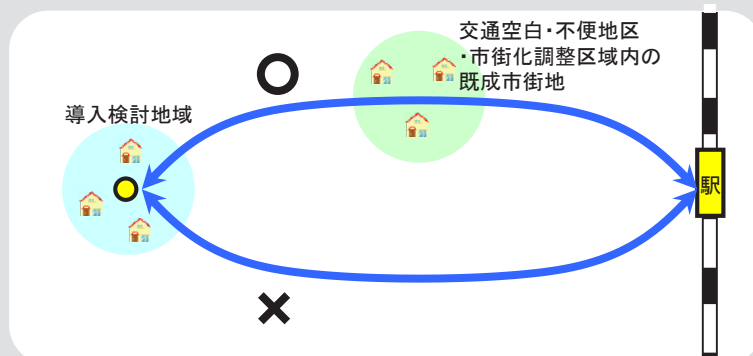 交通空白・不便地区
・市街化調整区域内の
既成市街地
導入検討地域
駅